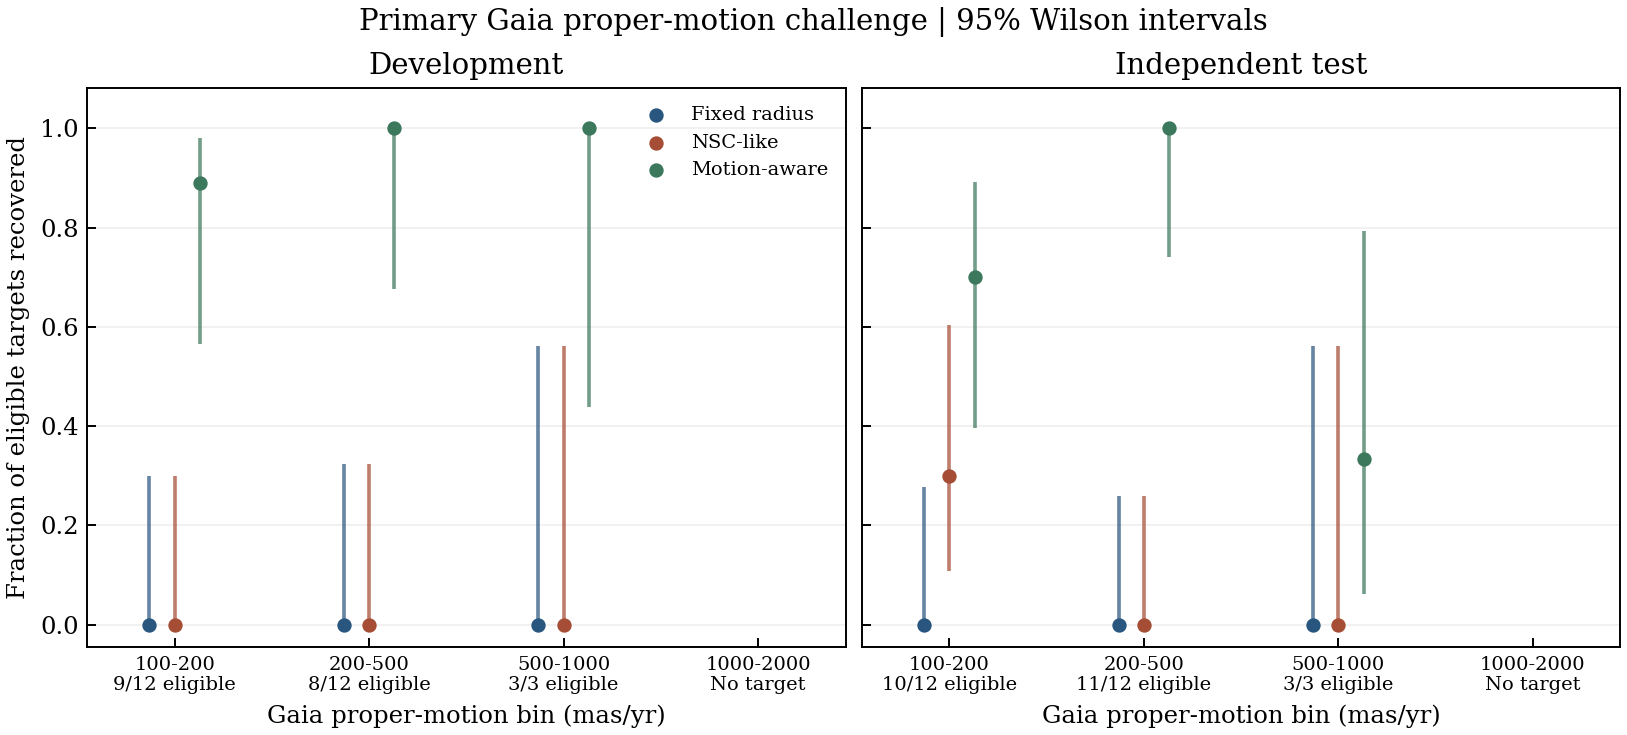 Primary Gaia proper-motion challenge | 95% Wilson intervals
Development
Independent test
Fraction of eligible targets recovered
1.0
0.8
0.6
0.4
0.2
0.0
Fixed radius
NSC-like
Motion-aware
100-200
9/12 eligible
200-500
8/12 eligible
500-1000
3/3 eligible
1000-2000
No target
Gaia proper-motion bin (mas/yr)
100-200
10/12 eligible
200-500
11/12 eligible
500-1000
3/3 eligible
1000-2000
No target
Gaia proper-motion bin (mas/yr)